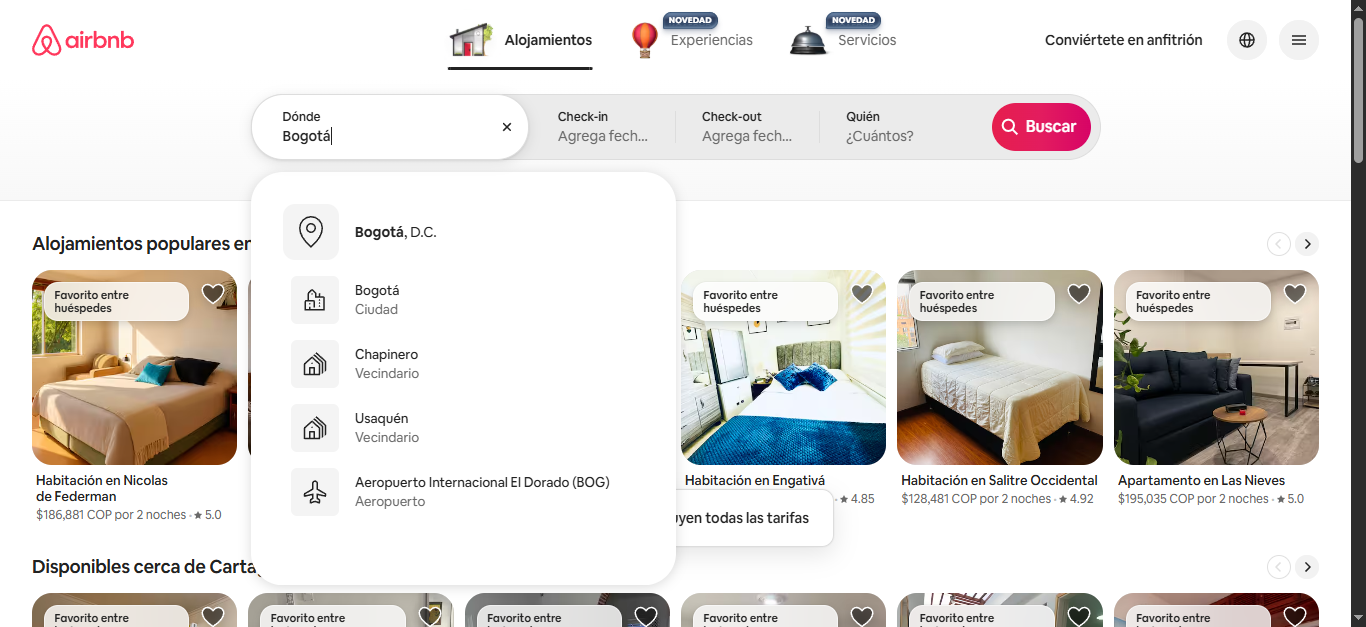 airbnb
Alojamientos
NOVEDAD
Experiencias
NOVEDAD
Servicios
Conviértete en anfitrión
Dónde
Bogotá
Check-in
Agrega fech...
Check-out
Agrega fech...
Quién
¿Cuántos?
Buscar
Bogotá, D.C.
Bogotá
Ciudad
Chapinero
Vecindario
Usaquén
Vecindario
Aeropuerto Internacional El Dorado (BOG)
Aeropuerto
Alojamientos populares en
Favorito entre
huéspedes
Favorito entre
huéspedes
Favorito entre
huéspedes
Favorito entre
huéspedes
Habitación en Nicolas
de Federman
$186,881 COP por 2 noches · ★ 5.0
Habitación en Engativá
· ★ 4.85
Habitación en Salitre Occidental
$128,481 COP por 2 noches · ★ 4.92
Apartamento en Las Nieves
$195,035 COP por 2 noches · ★ 5.0
todas las tarifas
Disponibles cerca de
Favorito entre
Favorito entre
Favorito entre
Favorito entre
Favorito entre
Favorito entre